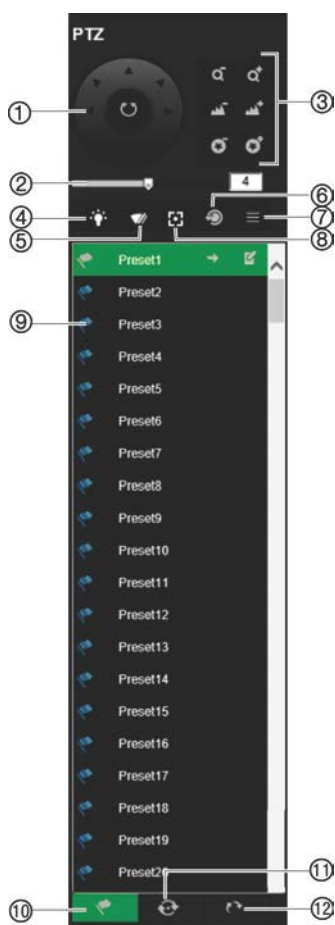 PTZ
①
③
②
4
④
⑤
⑥
⑦
⑧
Preset1
Preset2
⑨
Preset3
Preset4
Preset5
Preset6
Preset7
Preset8
Preset9
Preset10
Preset11
Preset12
Preset13
Preset14
Preset15
Preset16
Preset17
Preset18
Preset19
Preset20
⑩
⑪
⑫